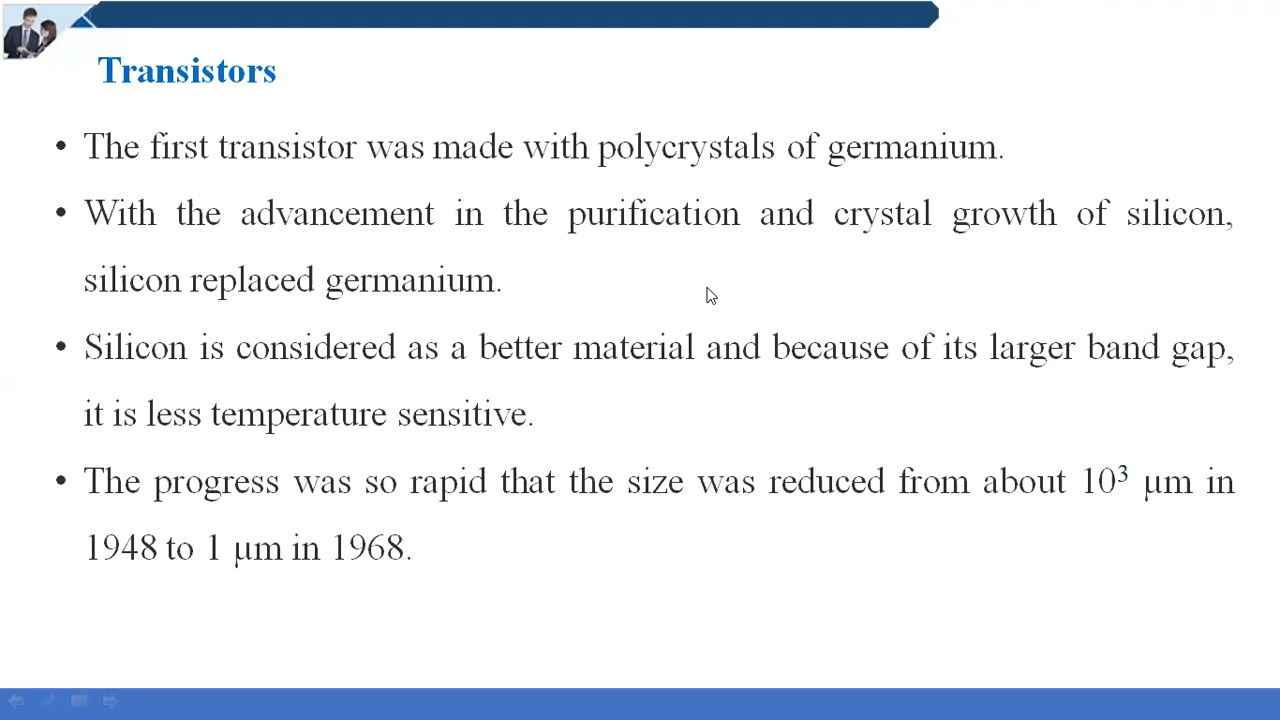 Transistors
• The first transistor was made with polycrystals of germanium.
• With the advancement in the purification and crystal growth of silicon,
silicon replaced germanium.
• Silicon is considered as a better material and because of its larger band gap,
it is less temperature sensitive.
• The progress was so rapid that the size was reduced from about 10³ μm in
1948 to 1 μm in 1968.